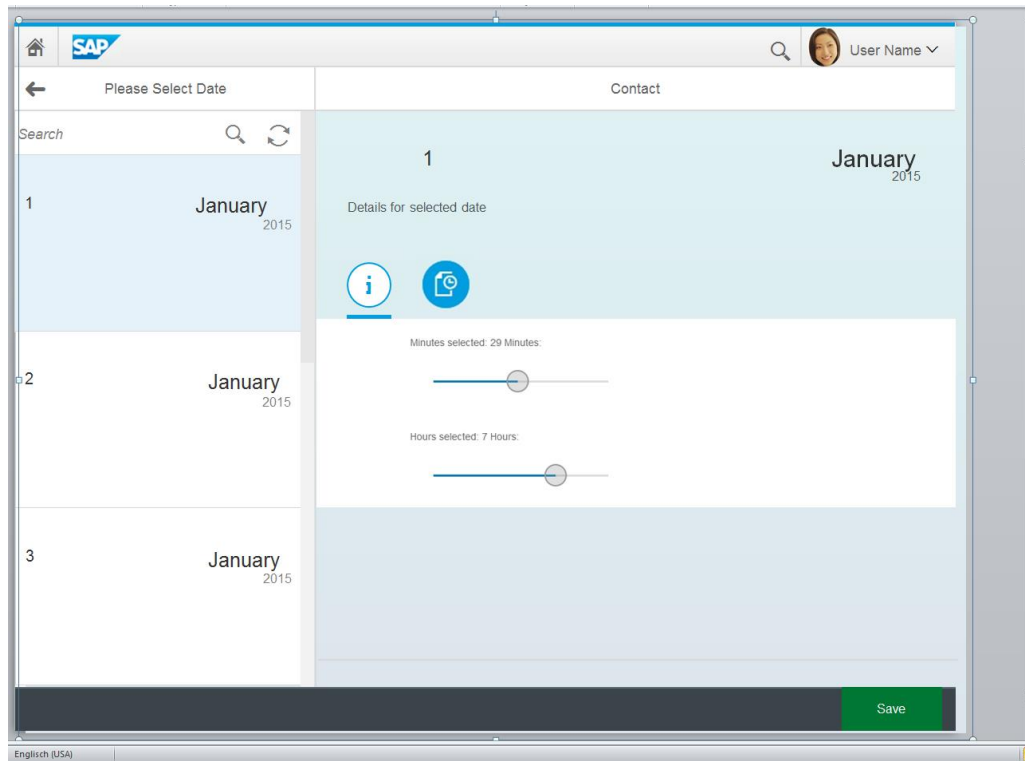 SAP
User Name
Please Select Date
Contact
Search
1
January
2015
Details for selected date
1
January
2015
i
Minutes selected: 29 Minutes:
2
January
2015
Hours selected: 7 Hours:
3
January
2015
Save
Englisch (USA)